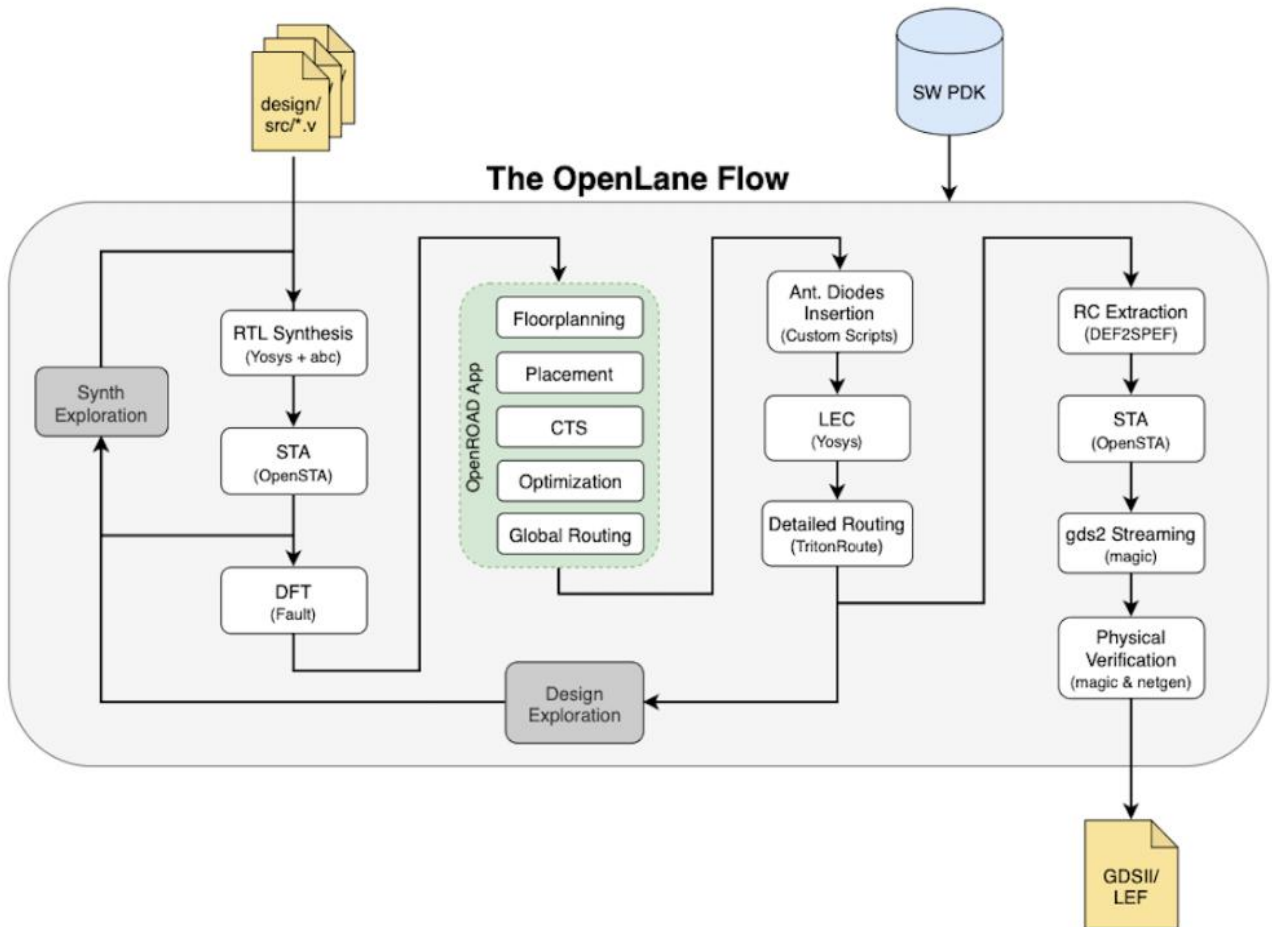 design/
src/*.v
SW PDK
The OpenLane Flow
RTL Synthesis
(Yosys + abc)
Synth
Exploration
STA
(OpenSTA)
DFT
(Fault)
OpenROAD App
Floorplanning
Placement
CTS
Optimization
Global Routing
Ant. Diodes
Insertion
(Custom Scripts)
LEC
(Yosys)
Detailed Routing
(TritonRoute)
Design
Exploration
RC Extraction
(DEF2SPEF)
STA
(OpenSTA)
gds2 Streaming
(magic)
Physical
Verification
(magic & netgen)
GDSII/
LEF